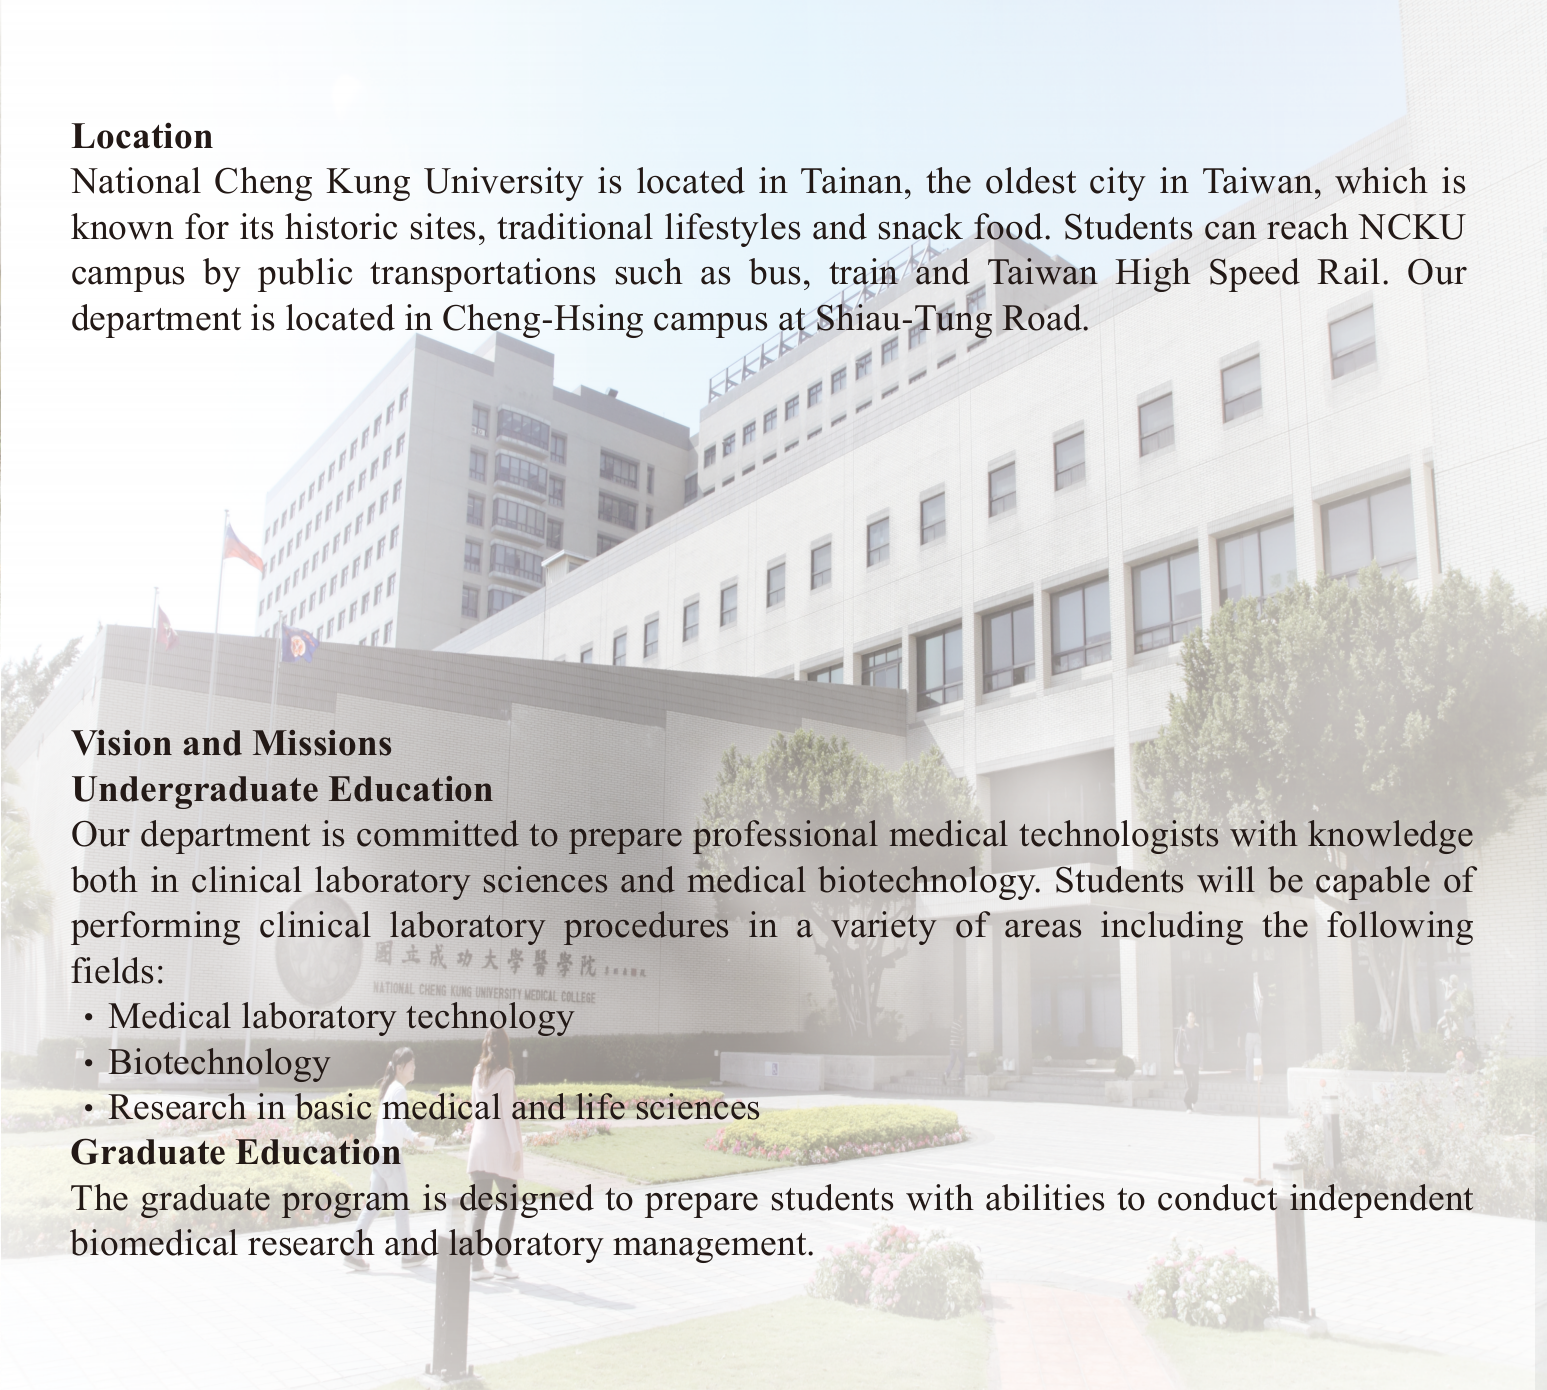 Location
National Cheng Kung University is located in Tainan, the oldest city in Taiwan, which is
known for its historic sites, traditional lifestyles and snack food. Students can reach NCKU
campus by public transportations such as bus, train and Taiwan High Speed Rail. Our
department is located in Cheng-Hsing campus at Shiau-Tung Road.
Vision and Missions
Undergraduate Education
Our department is committed to prepare professional medical technologists with knowledge
both in clinical laboratory sciences and medical biotechnology. Students will be capable of
performing clinical laboratory procedures in a variety of areas including the following
fields:
國立成功大學醫學院
NATIONAL CHENG KUNG UNIVERSITY MEDICAL COLLEGE
・Medical laboratory technology
・Biotechnology
・Research in basic medical and life sciences
Graduate Education
The graduate program is designed to prepare students with abilities to conduct independent
biomedical research and laboratory management.